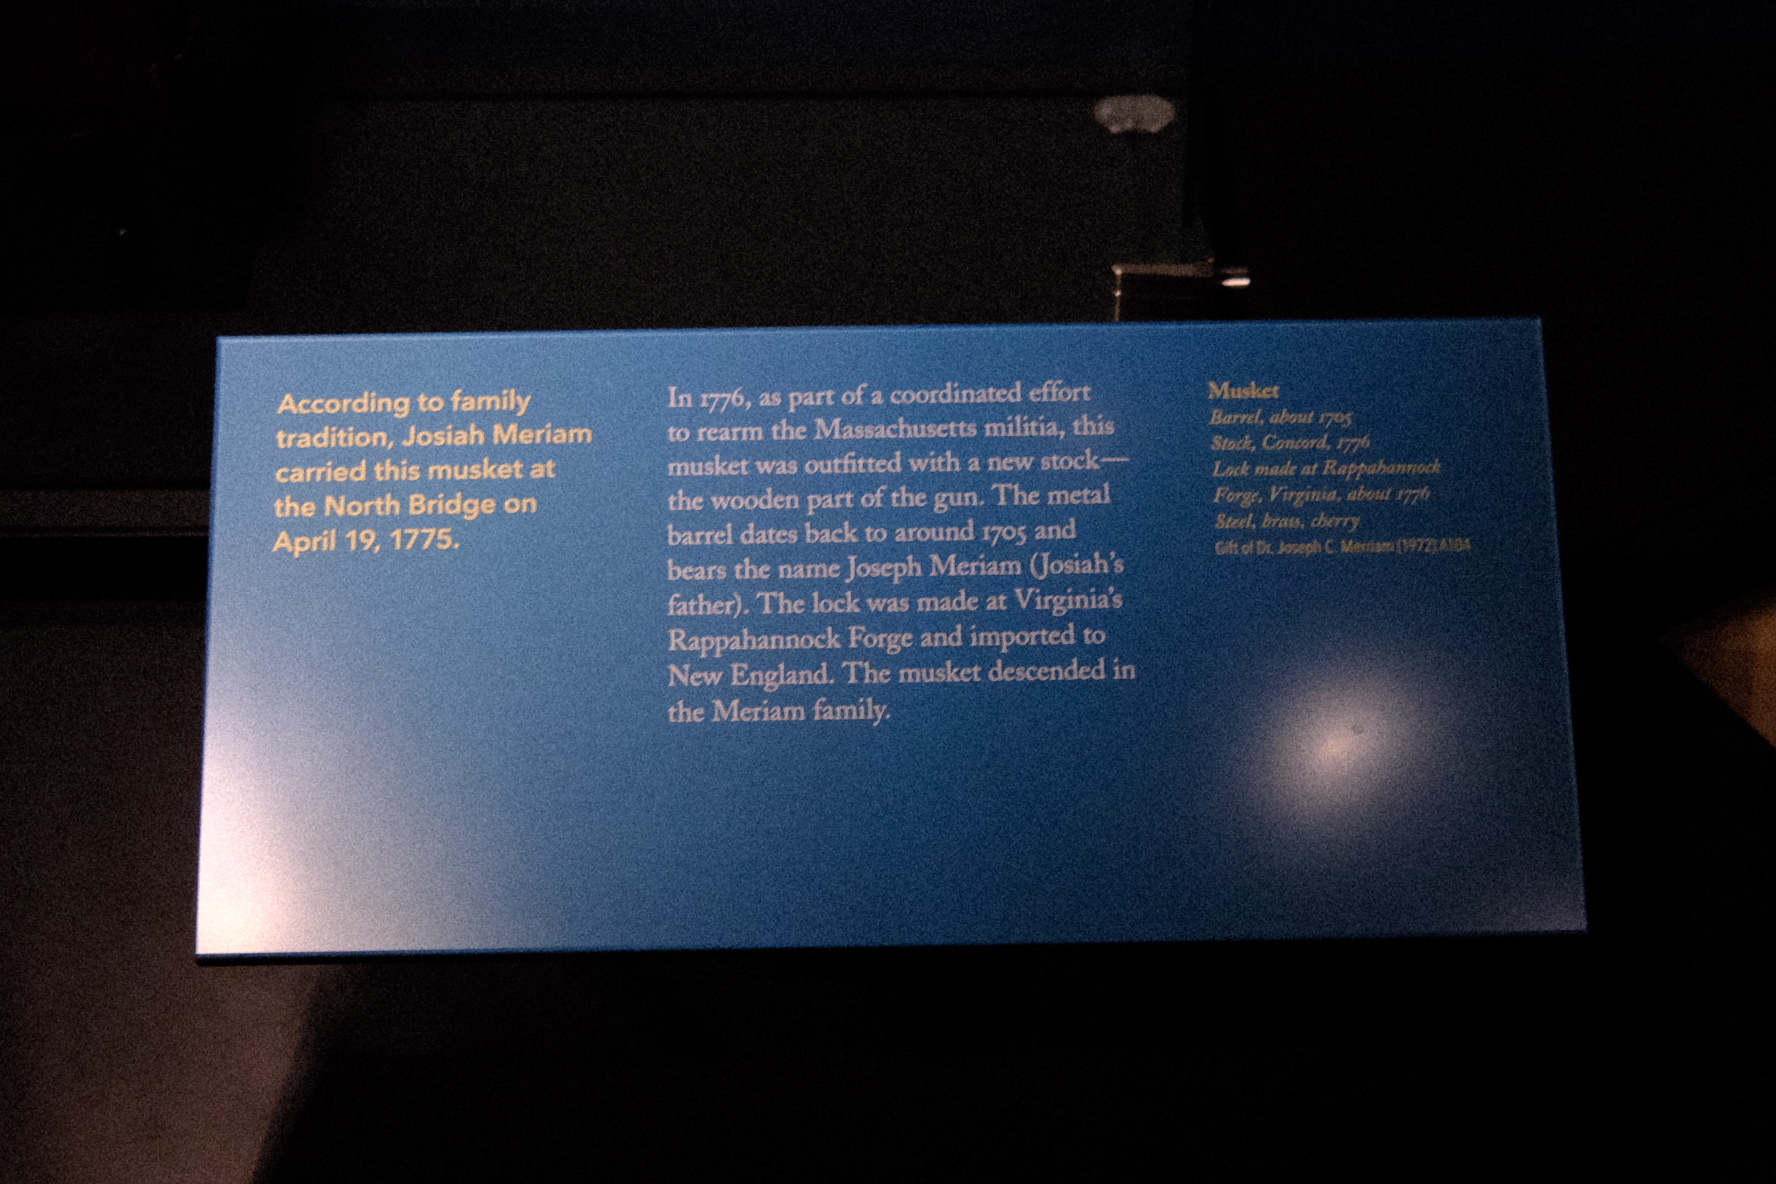 According to family
tradition, Josiah Meriam
carried this musket at
the North Bridge on
April 19, 1775.
In 1776, as part of a coordinated effort
to rearm the Massachusetts militia, this
musket was outfitted with a new stock—
the wooden part of the gun. The metal
barrel dates back to around 1705 and
bears the name Joseph Meriam (Josiah's
father). The lock was made at Virginia's
Rappahannock Forge and imported to
New England. The musket descended in
the Meriam family.
Musket
Barrel, about 1705
Stock, Concord, 1776
Lock made at Rappahannock
Forge, Virginia, about 1776
Steel, brass, cherry
Gift of Dr. Joseph C. Merriam (1972) A104